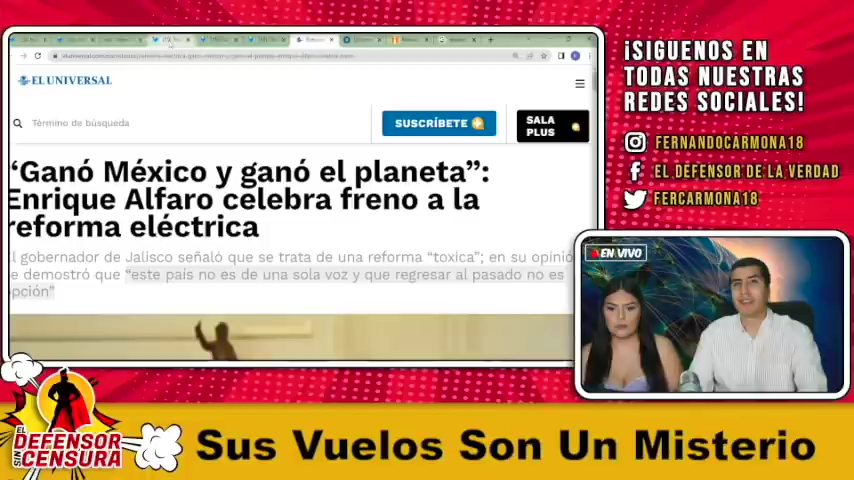 EL UNIVERSAL
Término de búsqueda
SUSCRÍBETE
SALA
PLUS
“Ganó México y ganó el planeta”:
Enrique Alfaro celebra freno a la
reforma eléctrica
l gobernador de Jalisco señaló que se trata de una reforma “toxica”; en su opinió
e demostró que “este país no es de una sola voz y que regresar al pasado no es
opción”
¡SIGUENOS EN
TODAS NUESTRAS
REDES SOCIALES!
FERNANDOCARMONA18
EL DEFENSOR DE LA VERDAD
FERCARMONA18
EN VIVO
EL
DEFENSOR
SIN
CENSURA
Sus Vuelos Son Un Misterio